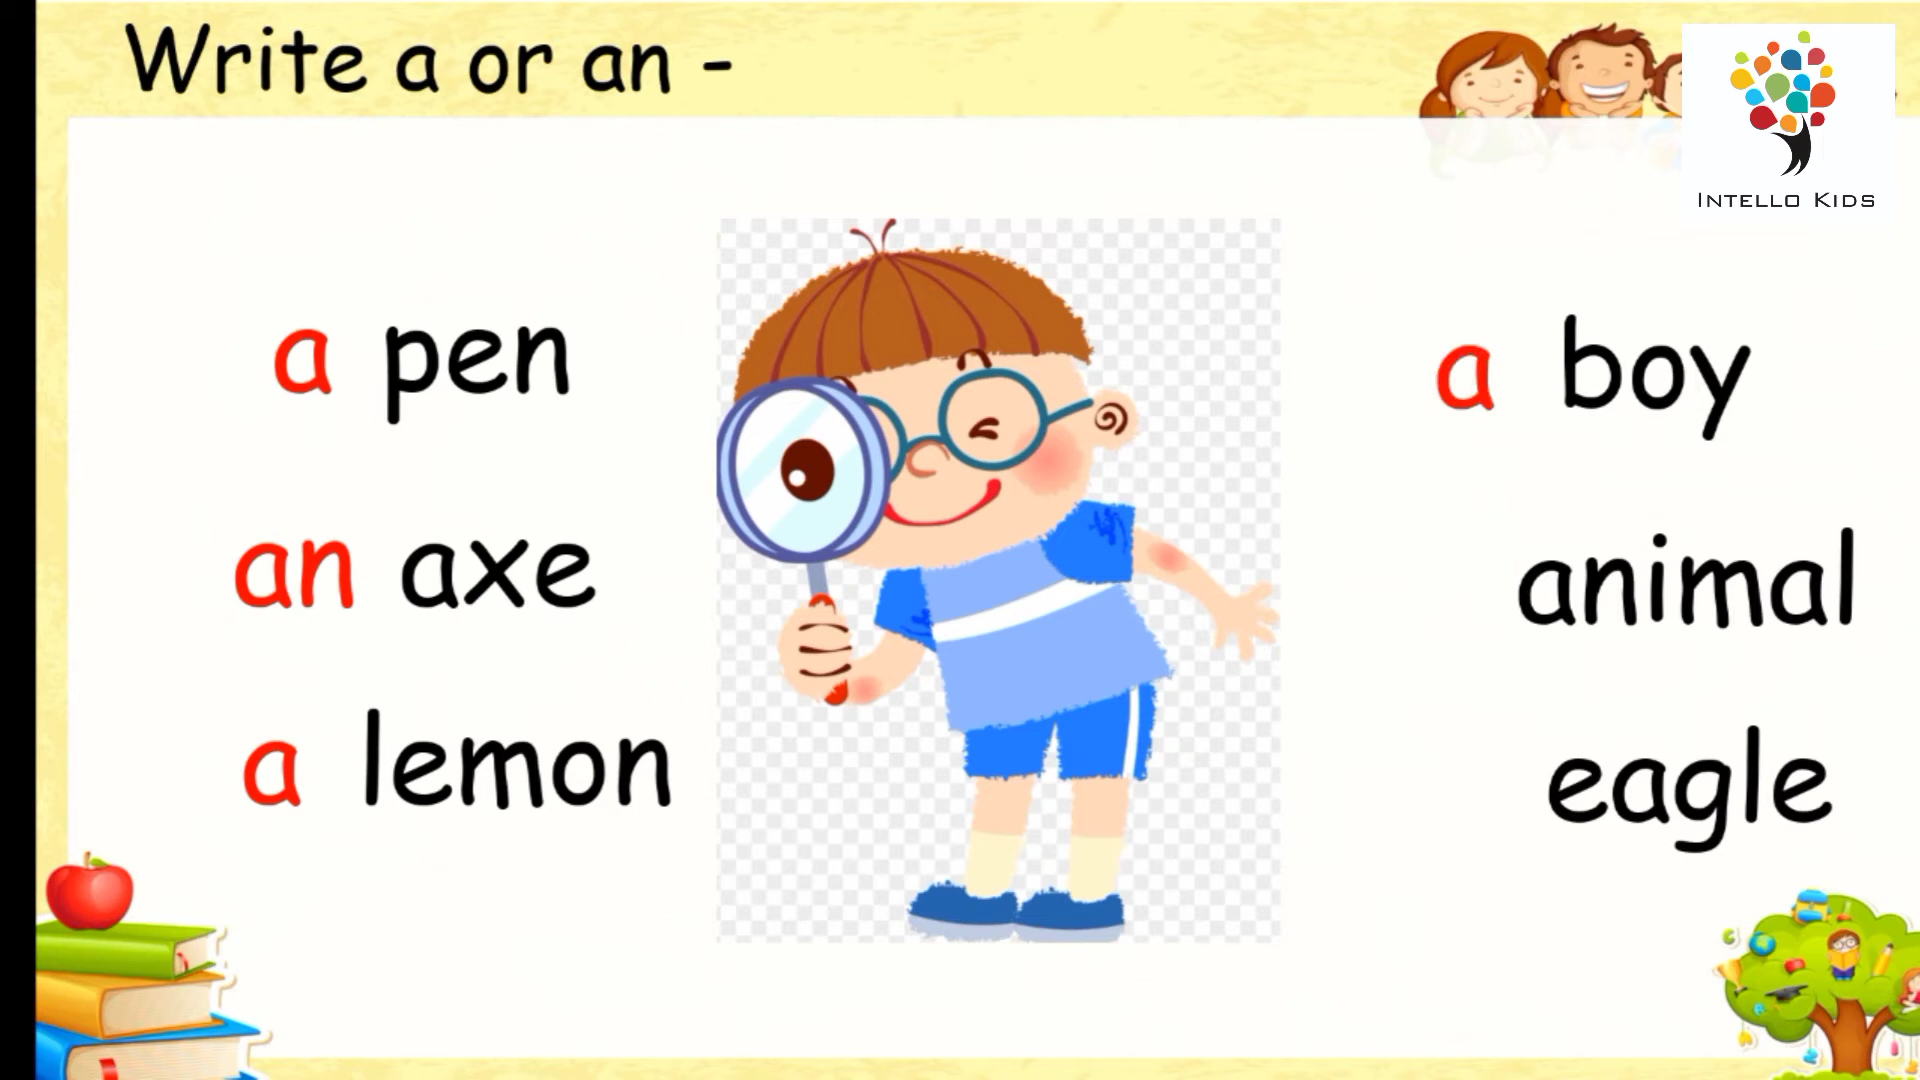 Write a or an -
INTELLO KIDS
a pen
an axe
a lemon
a boy
animal
eagle